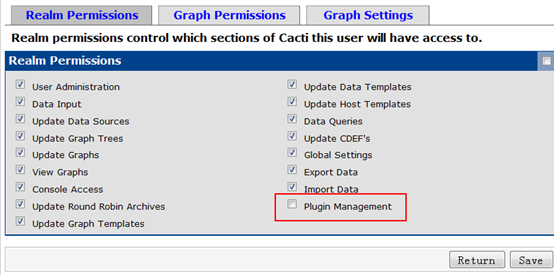 Realm Permissions
Graph Permissions
Graph Settings
Realm permissions control which sections of Cacti this user will have access to.
Realm Permissions
User Administration
Data Input
Update Data Sources
Update Graph Trees
Update Graphs
View Graphs
Console Access
Update Round Robin Archives
Update Graph Templates
Update Data Templates
Update Host Templates
Data Queries
Update CDEF's
Global Settings
Export Data
Import Data
Plugin Management
Return
Save